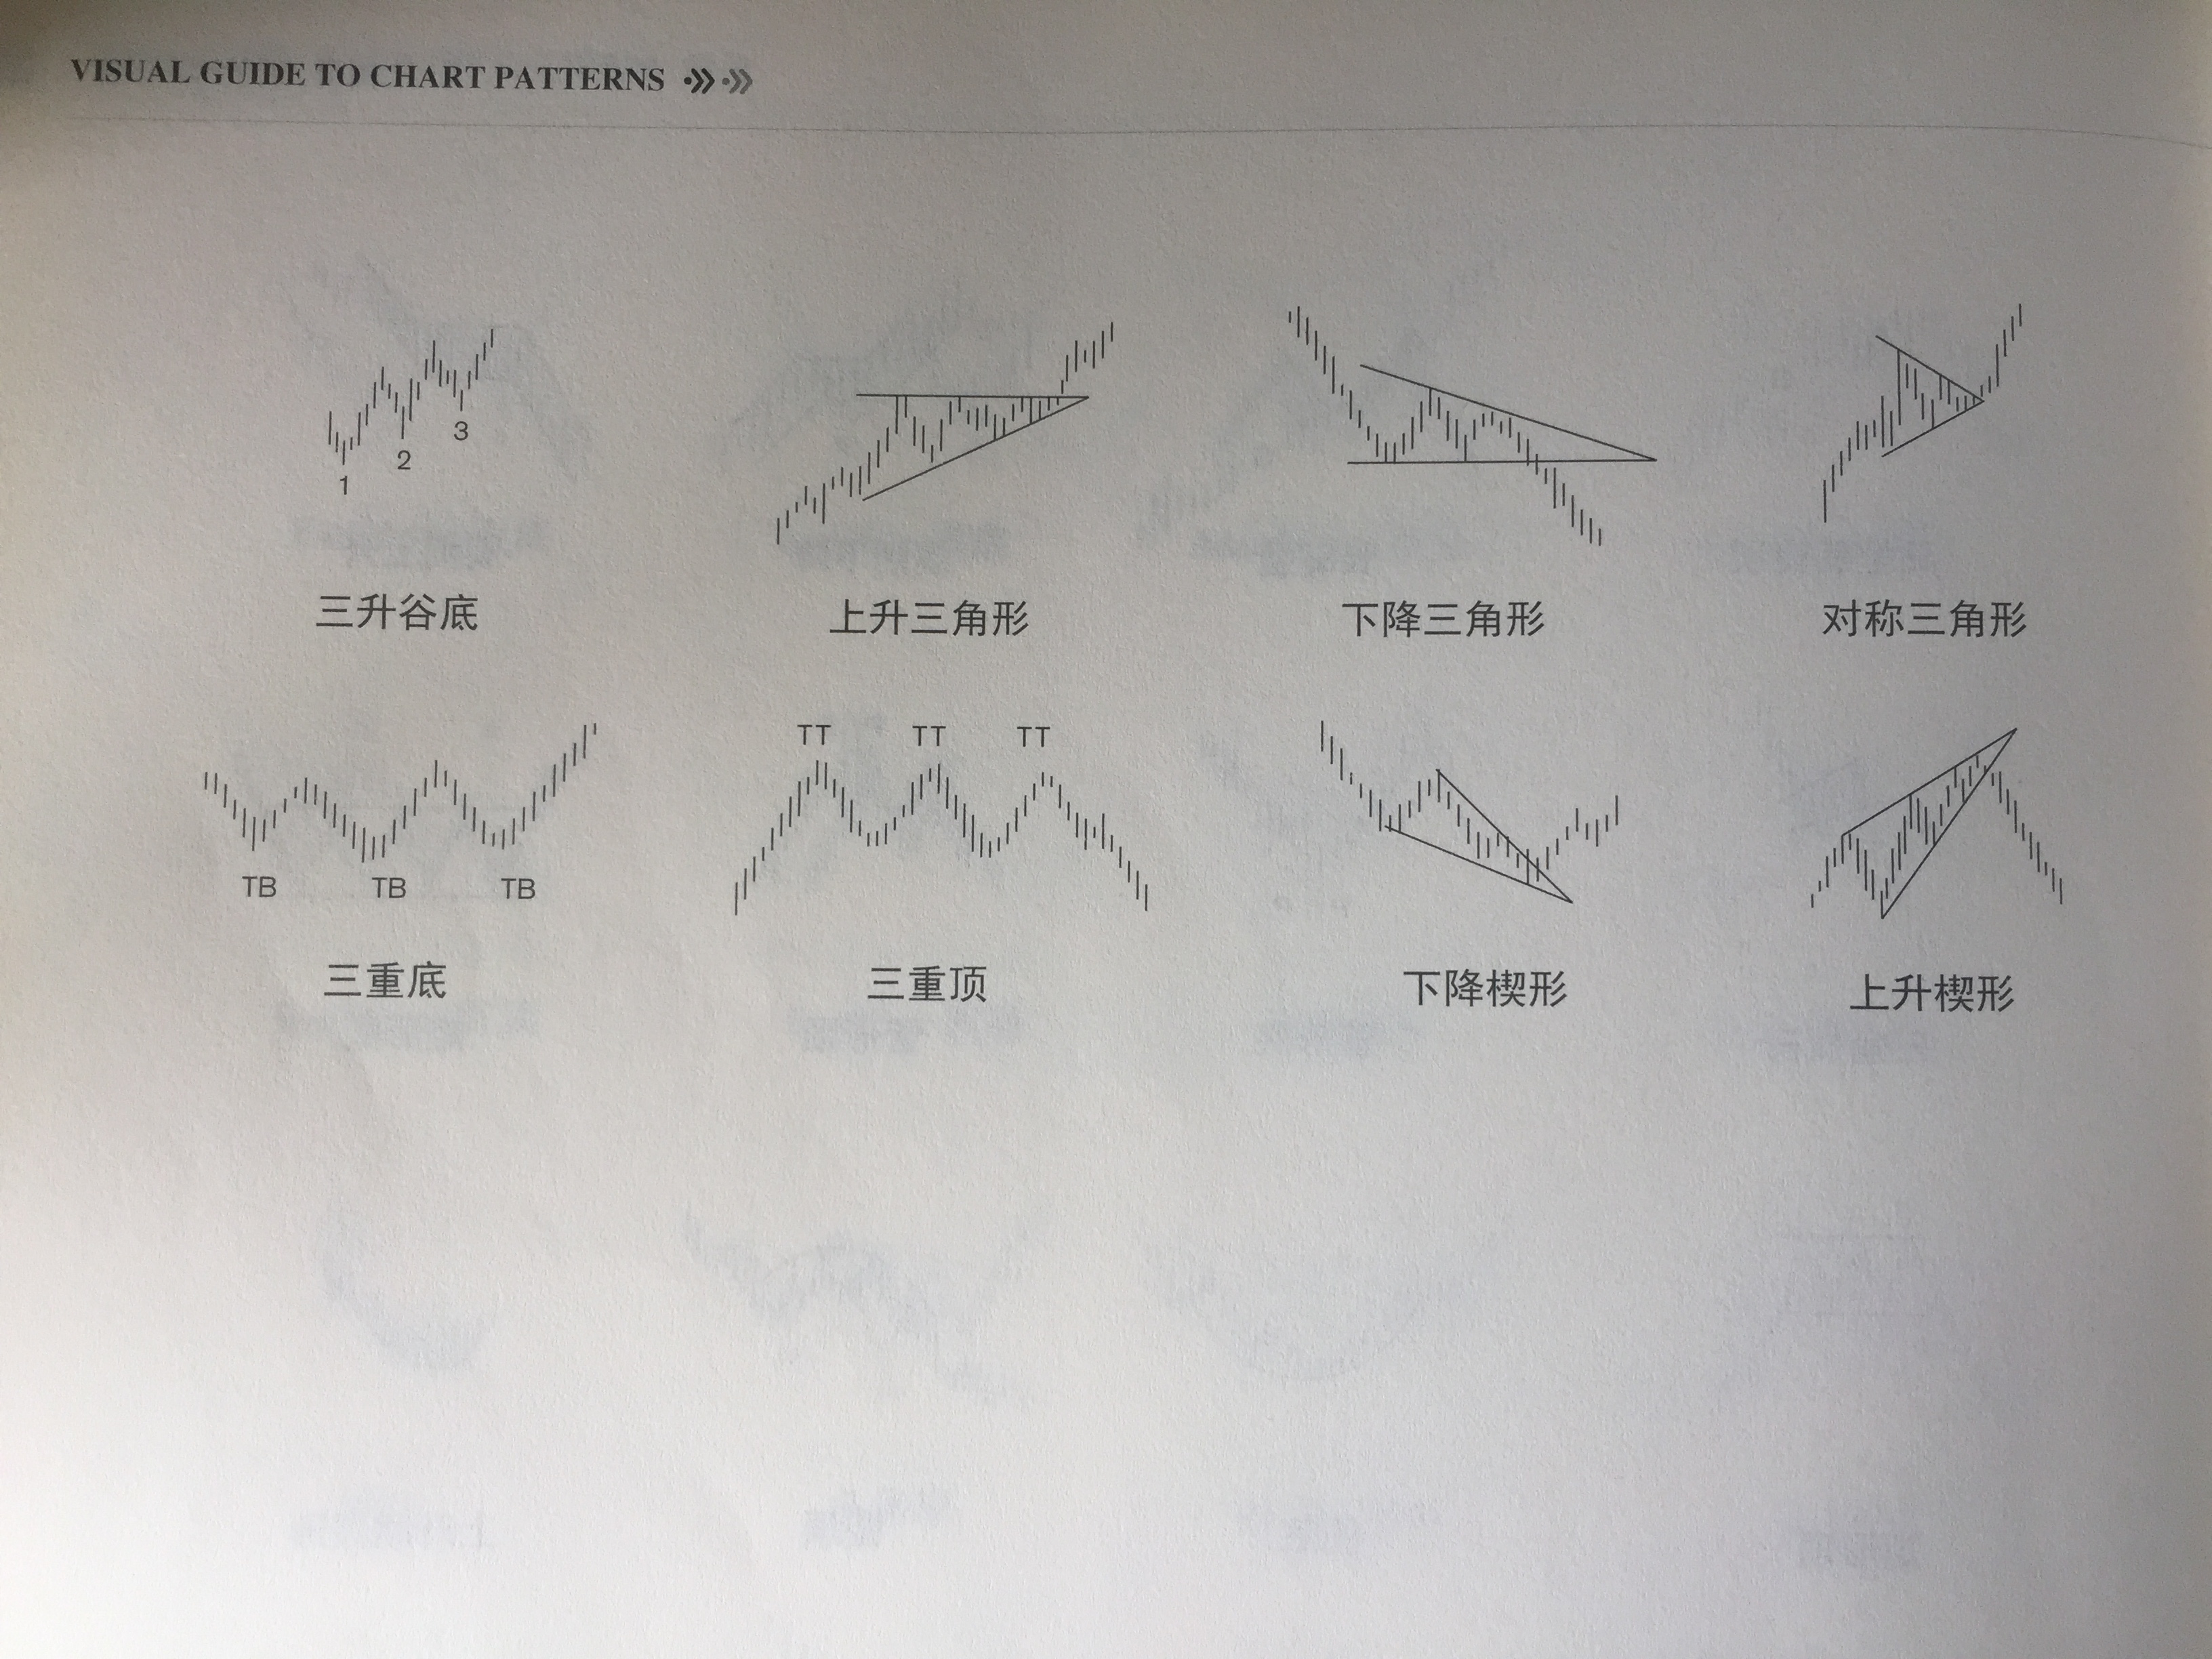 VISUAL GUIDE TO CHART PATTERNS
1
2
3
三升谷底 上升三角形 下降三角形 对称三角形
TT TT TT
TB TB TB
三重底 三重顶 下降楔形 上升楔形